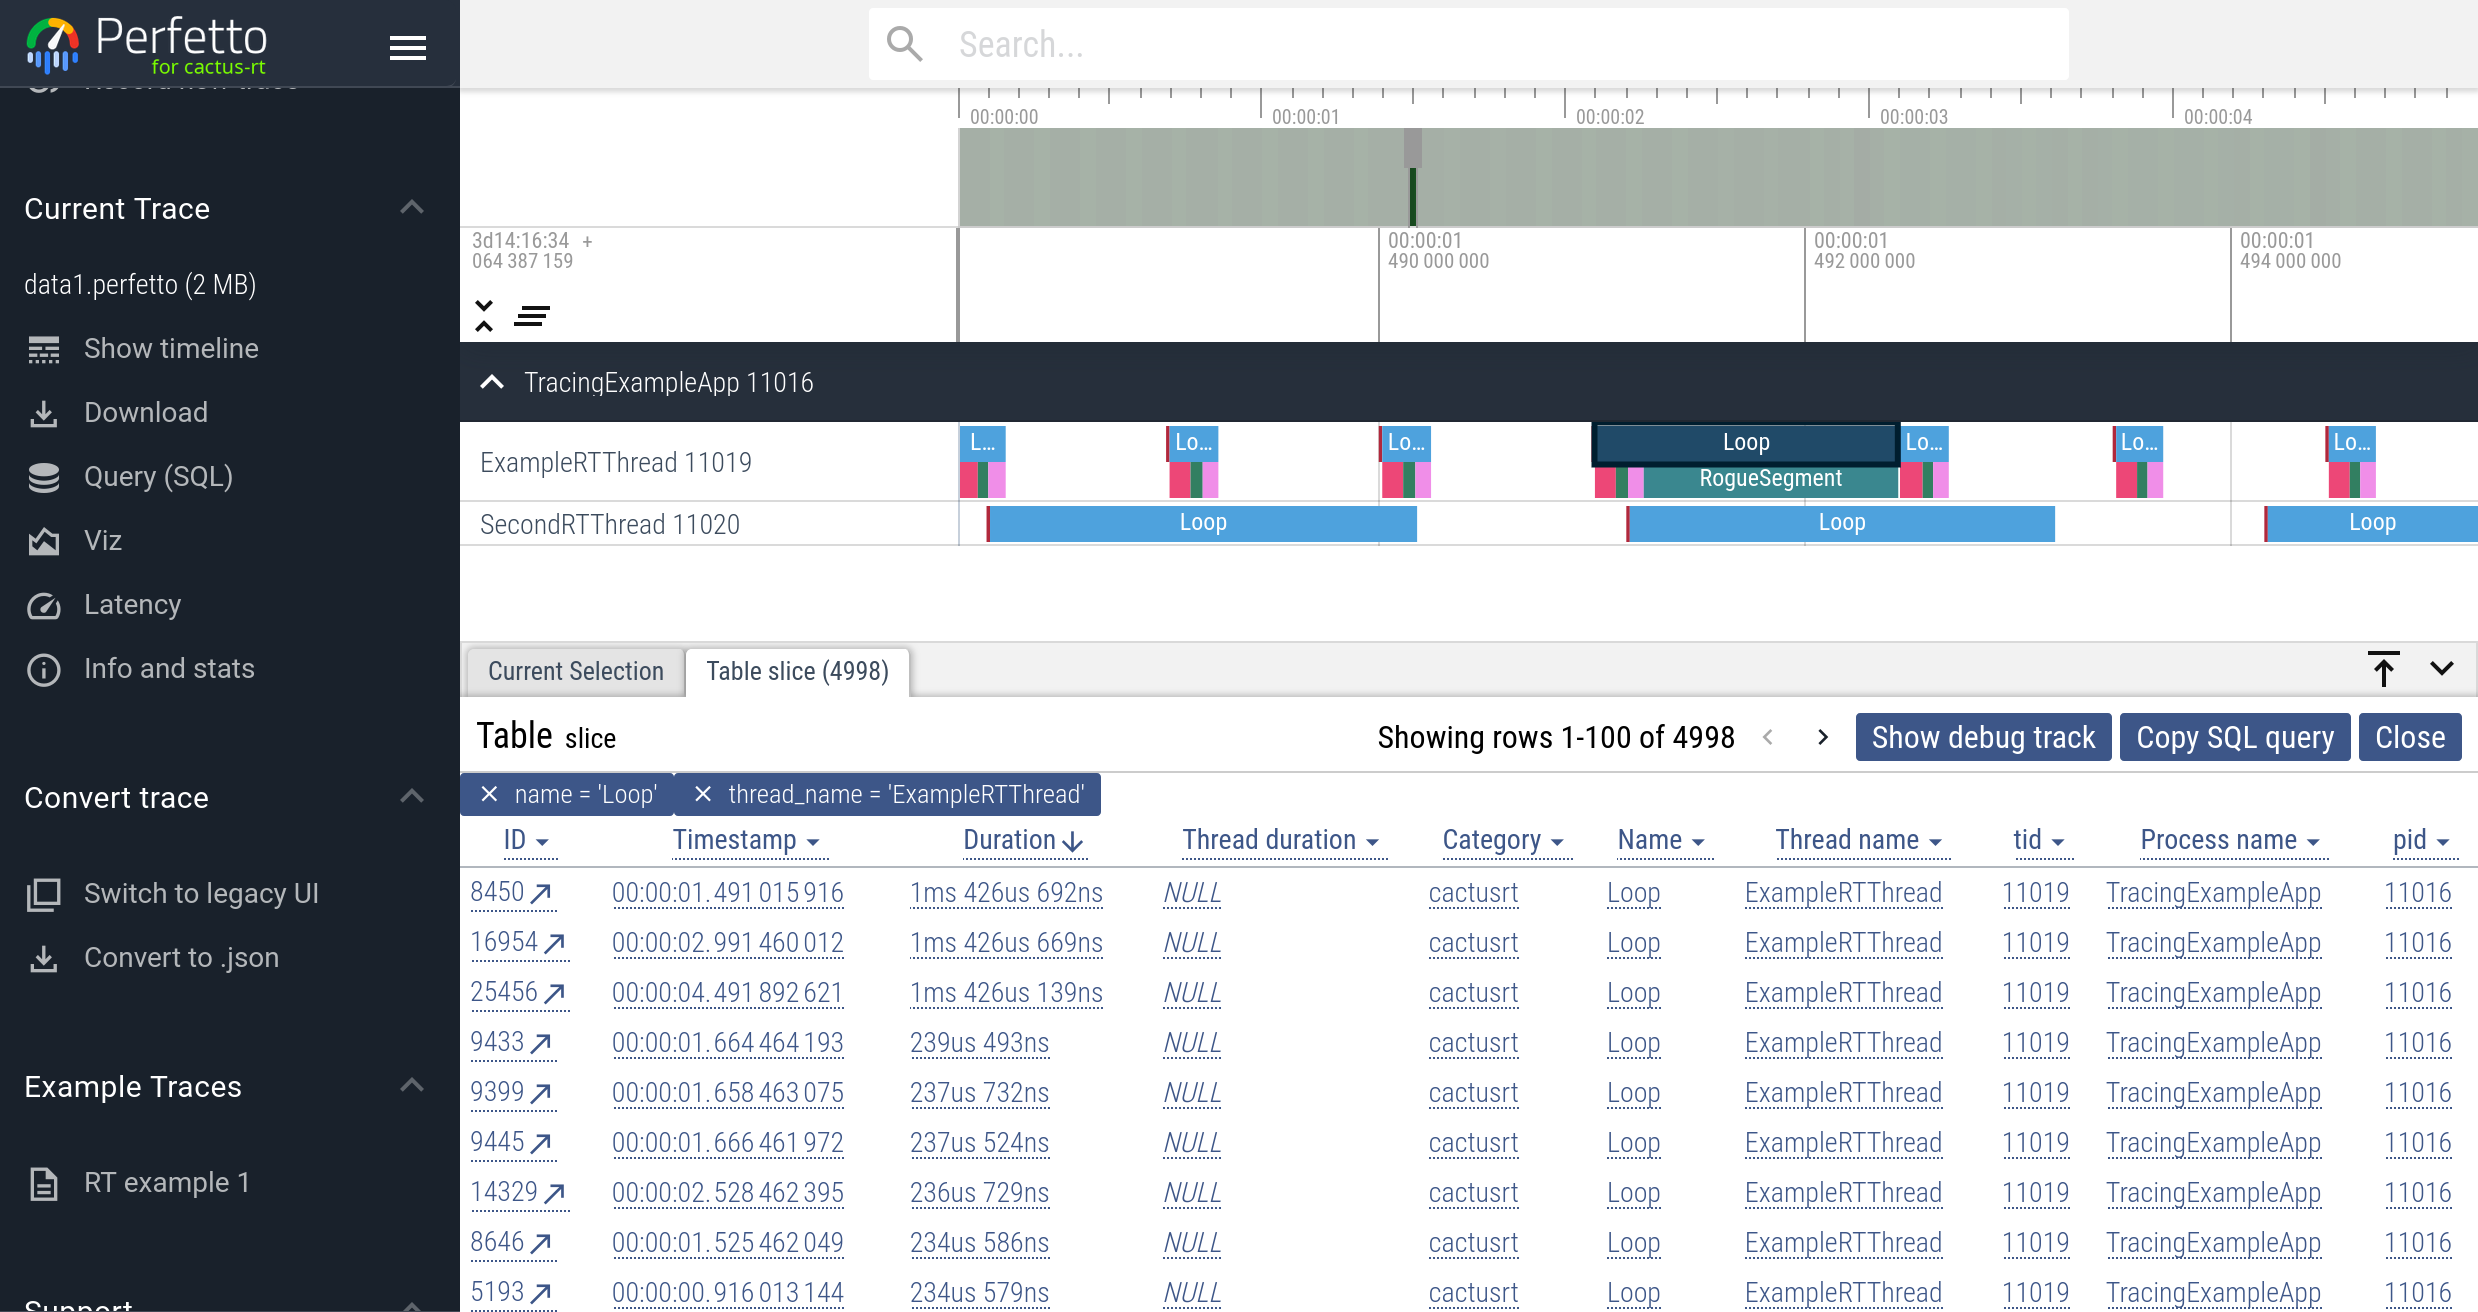 Perfetto
for cactus-rt
Search...
Current Trace
data1.perfetto (2 MB)
Show timeline
Download
Query (SQL)
Viz
Latency
Info and stats
Convert trace
Switch to legacy UI
Convert to .json
Example Traces
RT example 1
Support
00:00:00 00:00:01 00:00:02 00:00:03 00:00:04
3d14:16:34 + 00:00:01 00:00:01 00:00:01
064 387 159 490 000 000 492 000 000 494 000 000
TracingExampleApp 11016
L... Lo... Lo... Loop Lo... Lo... Lo...
ExampleRTThread 11019
RogueSegment
SecondRTThread 11020 Loop Loop Loop
Current Selection Table slice (4998)
Table slice Showing rows 1-100 of 4998 Show debug track Copy SQL query Close
name = 'Loop' thread_name = 'ExampleRTThread'
ID Timestamp Duration Thread duration Category Name Thread name tid Process name pid
8450 00:00:01.491 015 916 1ms 426us 692ns NULL cactusrt Loop ExampleRTThread 11019 TracingExampleApp 11016
16954 00:00:02.991 460 012 1ms 426us 669ns NULL cactusrt Loop ExampleRTThread 11019 TracingExampleApp 11016
25456 00:00:04.491 892 621 1ms 426us 139ns NULL cactusrt Loop ExampleRTThread 11019 TracingExampleApp 11016
9433 00:00:01.664 464 193 239us 493ns NULL cactusrt Loop ExampleRTThread 11019 TracingExampleApp 11016
9399 00:00:01.658 463 075 237us 732ns NULL cactusrt Loop ExampleRTThread 11019 TracingExampleApp 11016
9445 00:00:01.666 461 972 237us 524ns NULL cactusrt Loop ExampleRTThread 11019 TracingExampleApp 11016
14329 00:00:02.528 462 395 236us 729ns NULL cactusrt Loop ExampleRTThread 11019 TracingExampleApp 11016
8646 00:00:01.525 462 049 234us 586ns NULL cactusrt Loop ExampleRTThread 11019 TracingExampleApp 11016
5193 00:00:00.916 013 144 234us 579ns NULL cactusrt Loop ExampleRTThread 11019 TracingExampleApp 11016